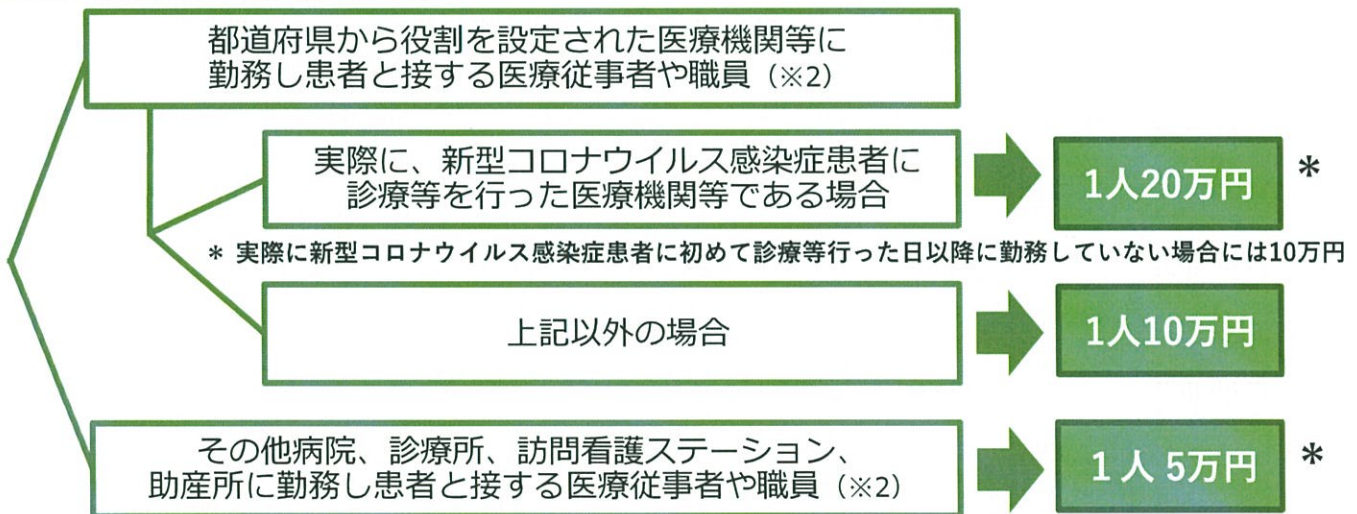 都道府県から役割を設定された医療機関等に
勤務し患者と接する医療従事者や職員（※2）
実際に、新型コロナウイルス感染症患者に
診療等を行った医療機関等である場合
1人20万円 *
* 実際に新型コロナウイルス感染症患者に初めて診療等行った日以降に勤務していない場合には10万円
上記以外の場合
1人10万円
その他病院、診療所、訪問看護ステーション、
助産所に勤務し患者と接する医療従事者や職員（※2）
1人 5万円 *